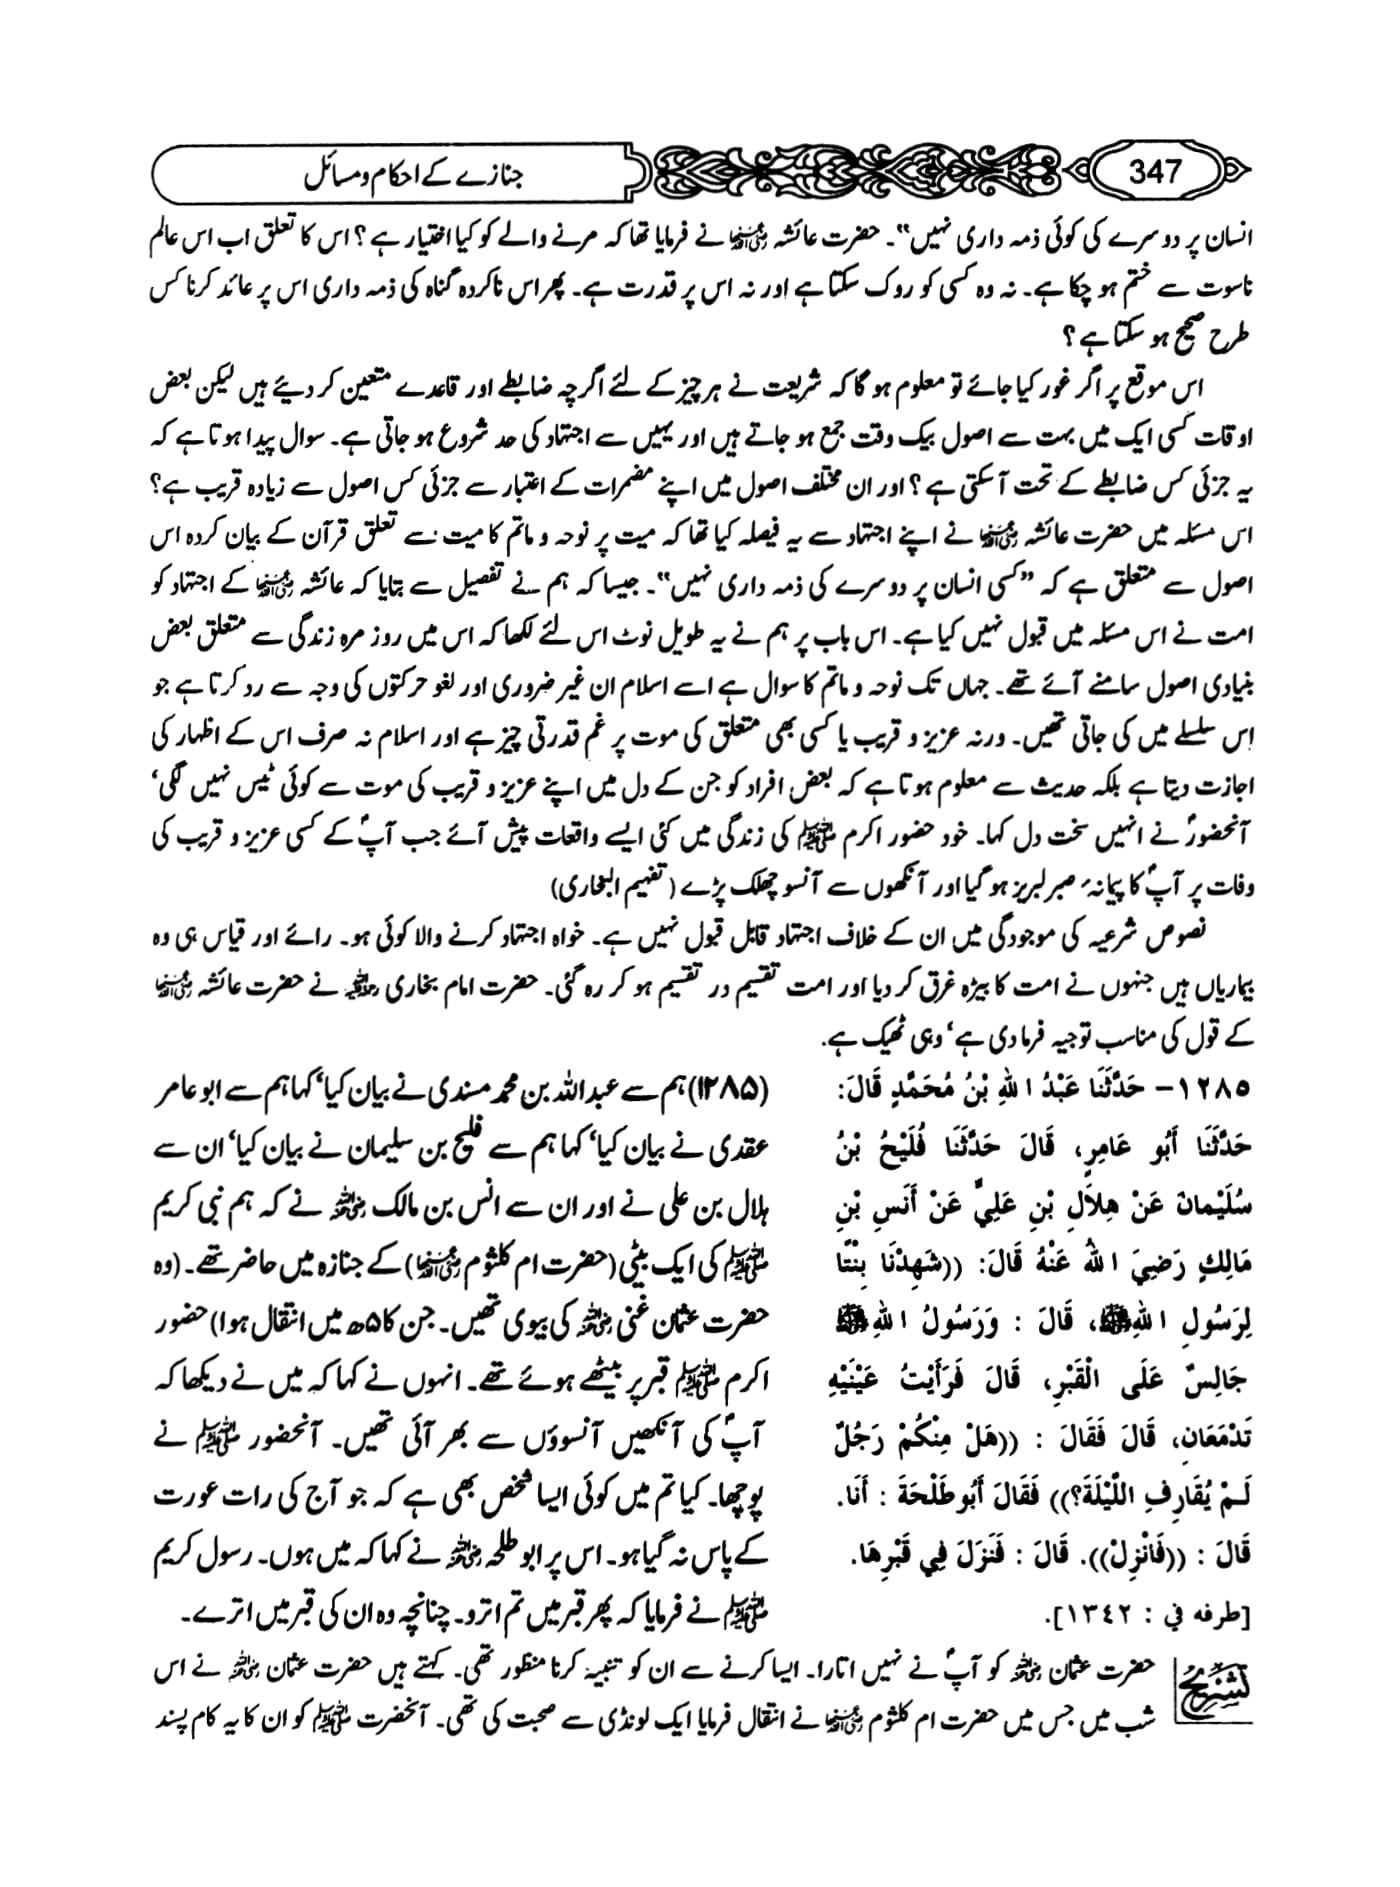 347
جنازے کے احکام و مسائل
انسان پر دوسرے کی کوئی ذمہ داری نہیں"۔ حضرت عائشہ رضی اللہ عنہا نے فرمایا تھا کہ مرنے والے کو کیا اختیار ہے؟ اس کا تعلق اب اس عالم
ناسوت سے ختم ہو چکا ہے۔ نہ وہ کسی کو روک سکتا ہے اور نہ اس پر قدرت ہے۔ پھر اس ناکردہ گناہ کی ذمہ داری اس پر عائد کرنا کس
طرح صحیح ہو سکتا ہے؟
اس موقع پر اگر غور کیا جائے تو معلوم ہو گا کہ شریعت نے ہر چیز کے لئے اگرچہ ضابطے اور قاعدے متعین کر دیئے ہیں لیکن بعض
اوقات کسی ایک میں بہت سے اصول بیک وقت جمع ہو جاتے ہیں اور یہیں سے اجتہاد کی حد شروع ہو جاتی ہے۔ سوال پیدا ہوتا ہے کہ
یہ جزئی کس ضابطے کے تحت آ سکتی ہے؟ اور ان مختلف اصول میں اپنے مضمرات کے اعتبار سے جزئی کس اصول سے زیادہ قریب ہے؟
اس مسئلہ میں حضرت عائشہ رضی اللہ عنہا نے اپنے اجتہاد سے یہ فیصلہ کیا تھا کہ میت پر نوحہ و ماتم کا میت سے تعلق قرآن کے بیان کردہ اس
اصول سے متعلق ہے کہ "کسی انسان پر دوسرے کی ذمہ داری نہیں"۔ جیسا کہ ہم نے تفصیل سے بتایا کہ عائشہ رضی اللہ عنہا کے اجتہاد کو
امت نے اس مسئلہ میں قبول نہیں کیا ہے۔ اس باب پر ہم نے یہ طویل نوٹ اس لئے لکھا کہ اس میں روز مرہ زندگی سے متعلق بعض
بنیادی اصول سامنے آئے تھے۔ جہاں تک نوحہ و ماتم کا سوال ہے اسے اسلام ان غیر ضروری اور لغو حرکتوں کی وجہ سے رد کرتا ہے جو
اس سلسلے میں کی جاتی تھیں۔ ورنہ عزیز و قریب یا کسی بھی متعلق کی موت پر غم قدرتی چیز ہے اور اسلام نہ صرف اس کے اظہار کی
اجازت دیتا ہے بلکہ حدیث سے معلوم ہوتا ہے کہ بعض افراد کو جن کے دل میں اپنے عزیز و قریب کی موت سے کوئی ٹیس نہیں لگی'
آنحضورؐ نے انہیں سخت دل کہا۔ خود حضور اکرم ﷺ کی زندگی میں کئی ایسے واقعات پیش آئے جب آپؐ کے کسی عزیز و قریب کی
وفات پر آپؐ کا پیمانہٴ صبر لبریز ہو گیا اور آنکھوں سے آنسو چھلک پڑے (تفہیم البخاری)
نصوص شرعیہ کی موجودگی میں ان کے خلاف اجتہاد قابل قبول نہیں ہے۔ خواہ اجتہاد کرنے والا کوئی ہو۔ رائے اور قیاس ہی وہ
بیماریاں ہیں جنہوں نے امت کا بیڑہ غرق کر دیا اور امت تقسیم در تقسیم ہو کر رہ گئی۔ حضرت امام بخاری رحمہ اللہ نے حضرت عائشہ رضی اللہ عنہا
کے قول کی مناسب توجیہ فرما دی ہے' وہی ٹھیک ہے۔
١٢٨٥- حَدَّثَنَا عَبْدُ اللهِ بْنُ مُحَمَّدٍ قَالَ:
حَدَّثَنَا أَبُو عَامِرٍ، قَالَ حَدَّثَنَا فُلَيْحُ بْنُ
سُلَيْمانَ عَنْ هِلاَلِ بْنِ عَلِيٍّ عَنْ أَنَسِ بْنِ
مَالِكٍ رَضِيَ اللهُ عَنْهُ قَالَ: ((شَهِدْنَا بِنْتًا
لِرَسُولِ اللهِ ﷺ، قَالَ : وَرَسُولُ اللهِ ﷺ
جَالِسٌ عَلَى الْقَبْرِ، قَالَ فَرَأَيْتُ عَيْنَيْهِ
تَدْمَعَانِ، قَالَ فَقَالَ : ((هَلْ مِنْكُمْ رَجُلٌ
لَمْ يُقَارِفِ اللَّيْلَةَ؟)) فَقَالَ أَبُو طَلْحَةَ : أَنَا.
قَالَ : ((فَانْزِلْ)). قَالَ : فَنَزَلَ فِي قَبْرِهَا.
[طرفه في : ١٣٤٢].
(۱۲۸۵) ہم سے عبداللہ بن محمد مسندی نے بیان کیا' کہا ہم سے ابو عامر
عقدی نے بیان کیا' کہا ہم سے فلیح بن سلیمان نے بیان کیا' ان سے
ہلال بن علی نے اور ان سے انس بن مالک رضی اللہ عنہ نے کہ ہم نبی کریم
ﷺ کی ایک بیٹی (حضرت ام کلثوم رضی اللہ عنہا) کے جنازہ میں حاضر تھے۔ (وہ
حضرت عثمان غنی رضی اللہ عنہ کی بیوی تھیں۔ جن کا ۵ھ میں انتقال ہوا) حضور
اکرم ﷺ قبر پر بیٹھے ہوئے تھے۔ انہوں نے کہا کہ میں نے دیکھا کہ
آپؐ کی آنکھیں آنسوؤں سے بھر آئی تھیں۔ آنحضور ﷺ نے
پوچھا۔ کیا تم میں کوئی ایسا شخص بھی ہے کہ جو آج کی رات عورت
کے پاس نہ گیا ہو۔ اس پر ابو طلحہ رضی اللہ عنہ نے کہا کہ میں ہوں۔ رسول کریم
ﷺ نے فرمایا کہ پھر قبر میں تم اترو۔ چنانچہ وہ ان کی قبر میں اترے۔
تشریح
حضرت عثمان رضی اللہ عنہ کو آپؐ نے نہیں اتارا۔ ایسا کرنے سے ان کو تنبیہ کرنا منظور تھی۔ کہتے ہیں حضرت عثمان رضی اللہ عنہ نے اس
شب میں جس میں حضرت ام کلثوم رضی اللہ عنہا نے انتقال فرمایا ایک لونڈی سے صحبت کی تھی۔ آنحضرت ﷺ کو ان کا یہ کام پسند